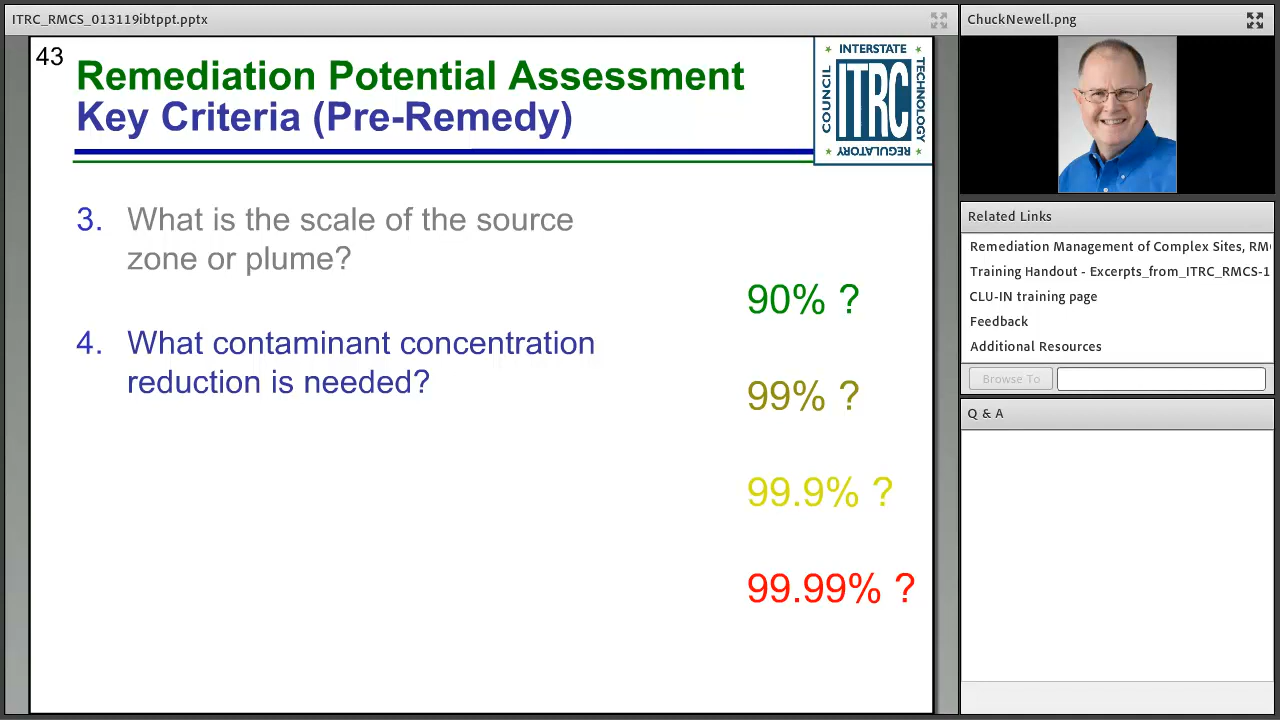 ITRC_RMCS_013119ibtppt.pptx
43
Remediation Potential Assessment
Key Criteria (Pre-Remedy)
INTERSTATE
TECHNOLOGY
REGULATORY
COUNCIL
ITRC
3. What is the scale of the source
zone or plume?
90% ?
4. What contaminant concentration
reduction is needed?
99% ?
99.9% ?
99.99% ?
ChuckNewell.png
Related Links
Remediation Management of Complex Sites, RM
Training Handout - Excerpts_from_ITRC_RMCS-1
CLU-IN training page
Feedback
Additional Resources
Browse To
Q & A